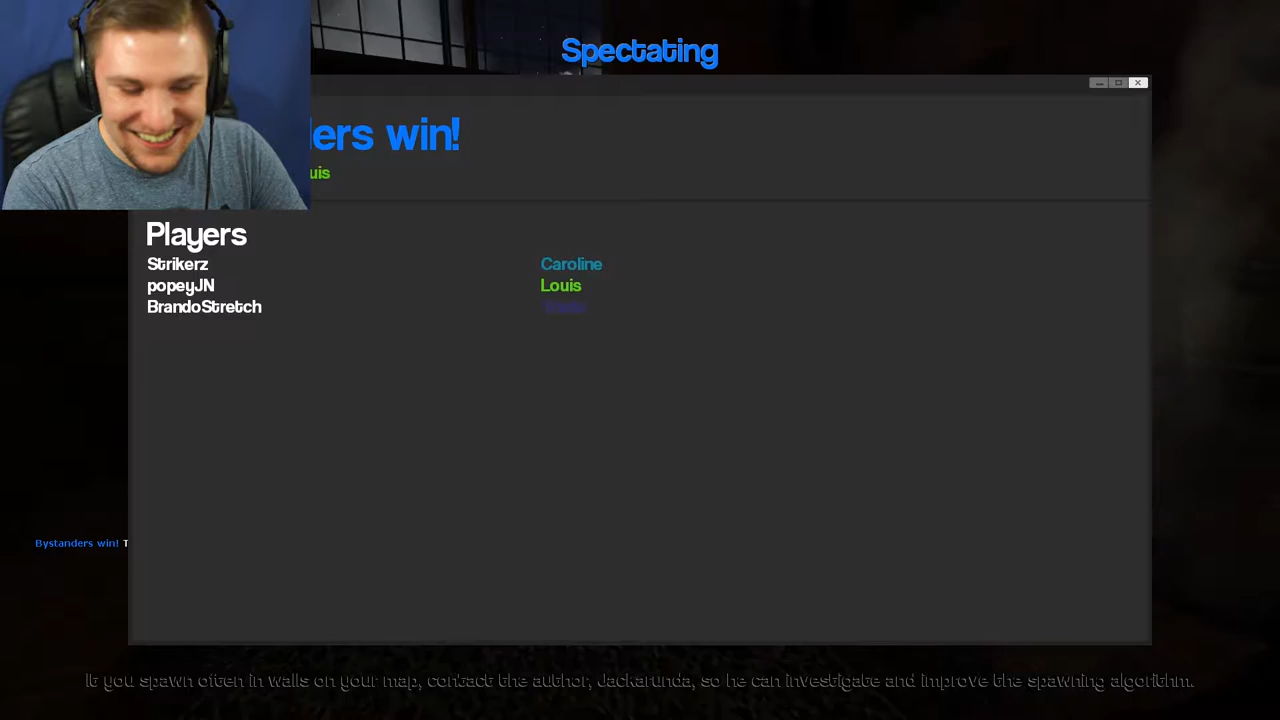 Spectating
ers win!
uis
Players
Strikerz Caroline
popeyJN Louis
BrandoStretch
Bystanders win! T
If you spawn often in walls on your map, contact the author, Jackarunda, so he can investigate and improve the spawning algorithm.